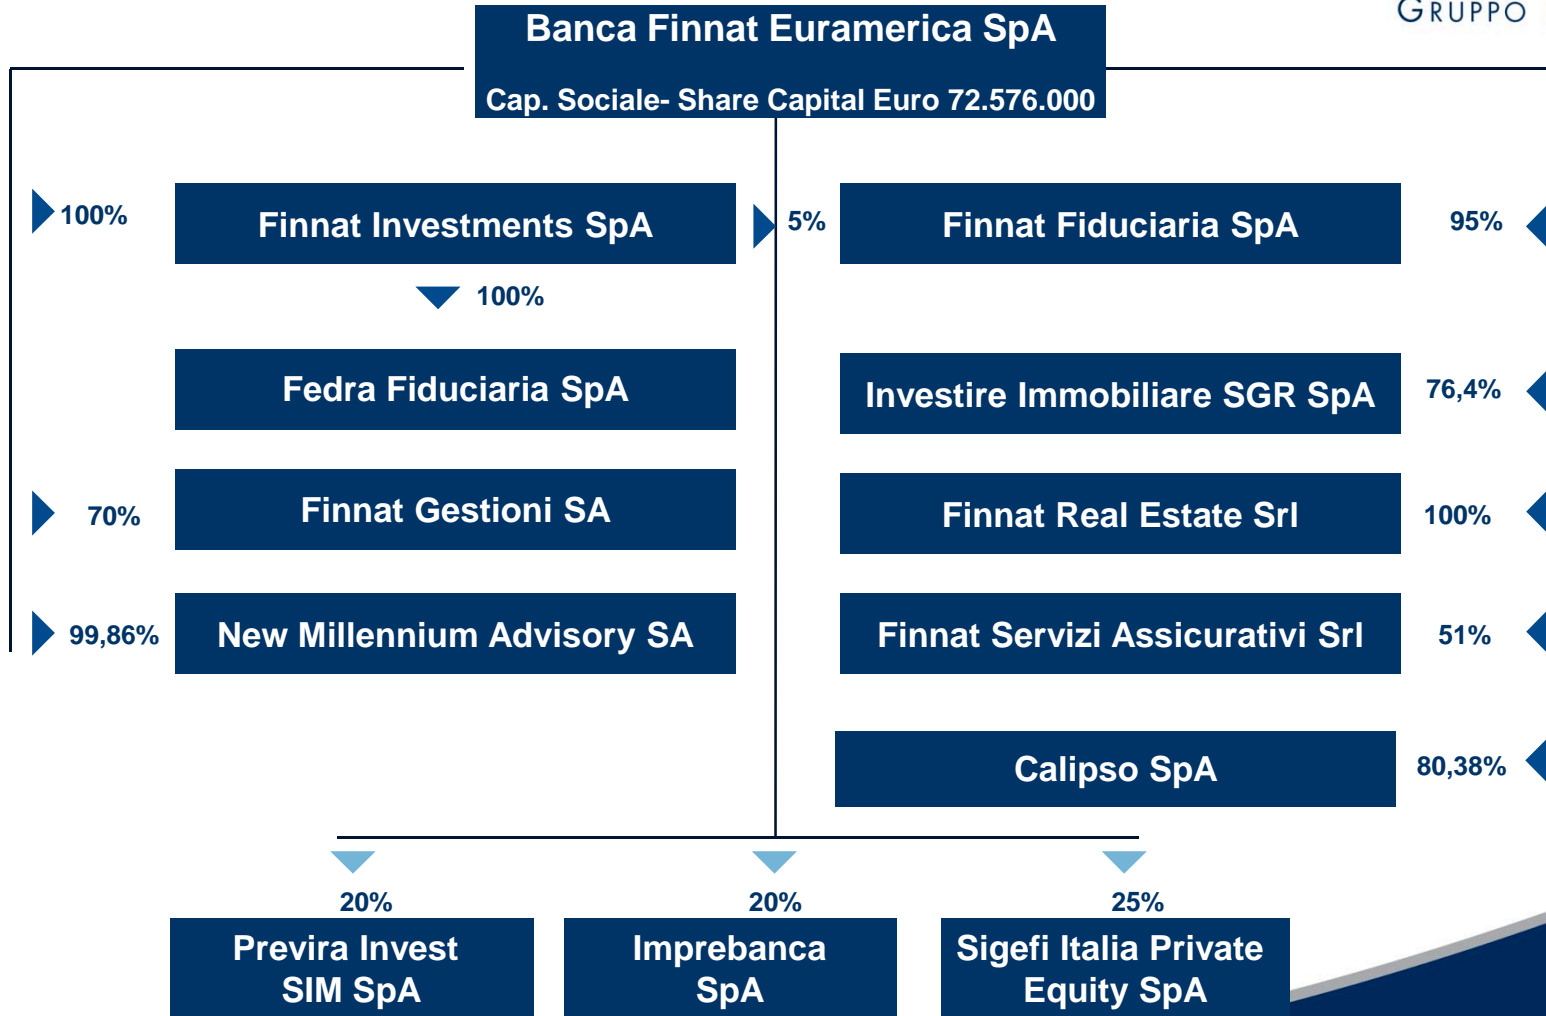 GRUPPO
Banca Finnat Euramerica SpA
Cap. Sociale- Share Capital Euro 72.576.000
100%
Finnat Investments SpA
5%
Finnat Fiduciaria SpA
95%
100%
Fedra Fiduciaria SpA
Investire Immobiliare SGR SpA
76,4%
70%
Finnat Gestioni SA
Finnat Real Estate Srl
100%
99,86%
New Millennium Advisory SA
Finnat Servizi Assicurativi Srl
51%
Calipso SpA
80,38%
20%
20%
25%
Previra Invest
SIM SpA
Imprebanca
SpA
Sigefi Italia Private
Equity SpA